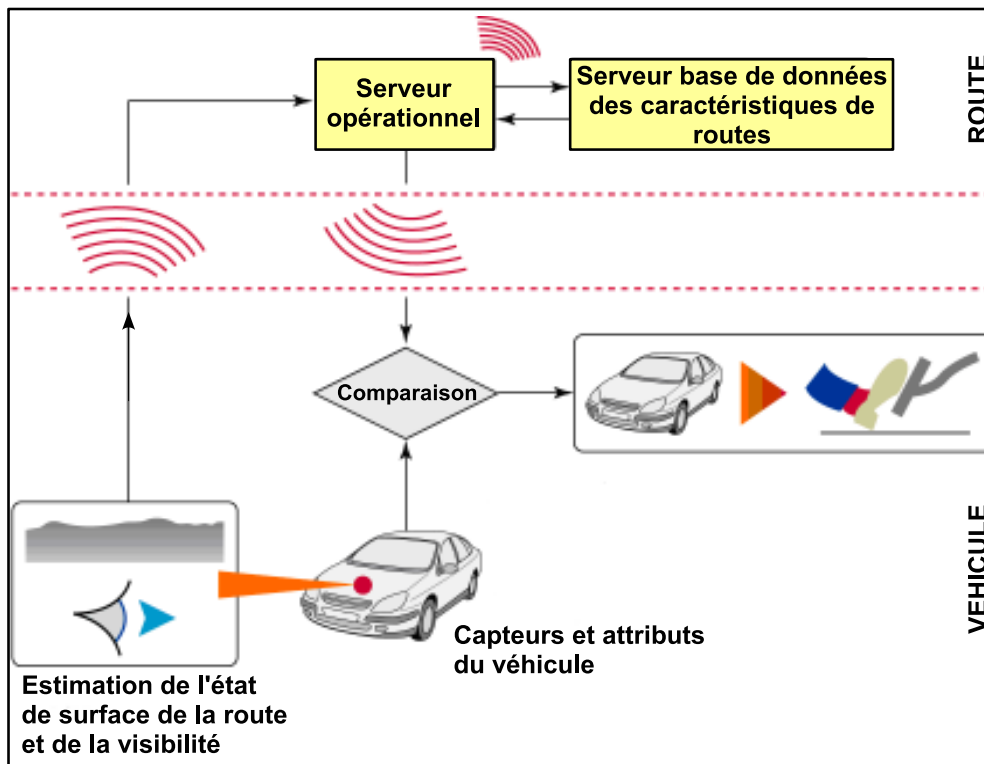 Serveur
opérationnel
Serveur base de données
des caractéristiques de
routes
ROUTE
Comparaison
VEHICULE
Capteurs et attributs
du véhicule
Estimation de l'état
de surface de la route
et de la visibilité